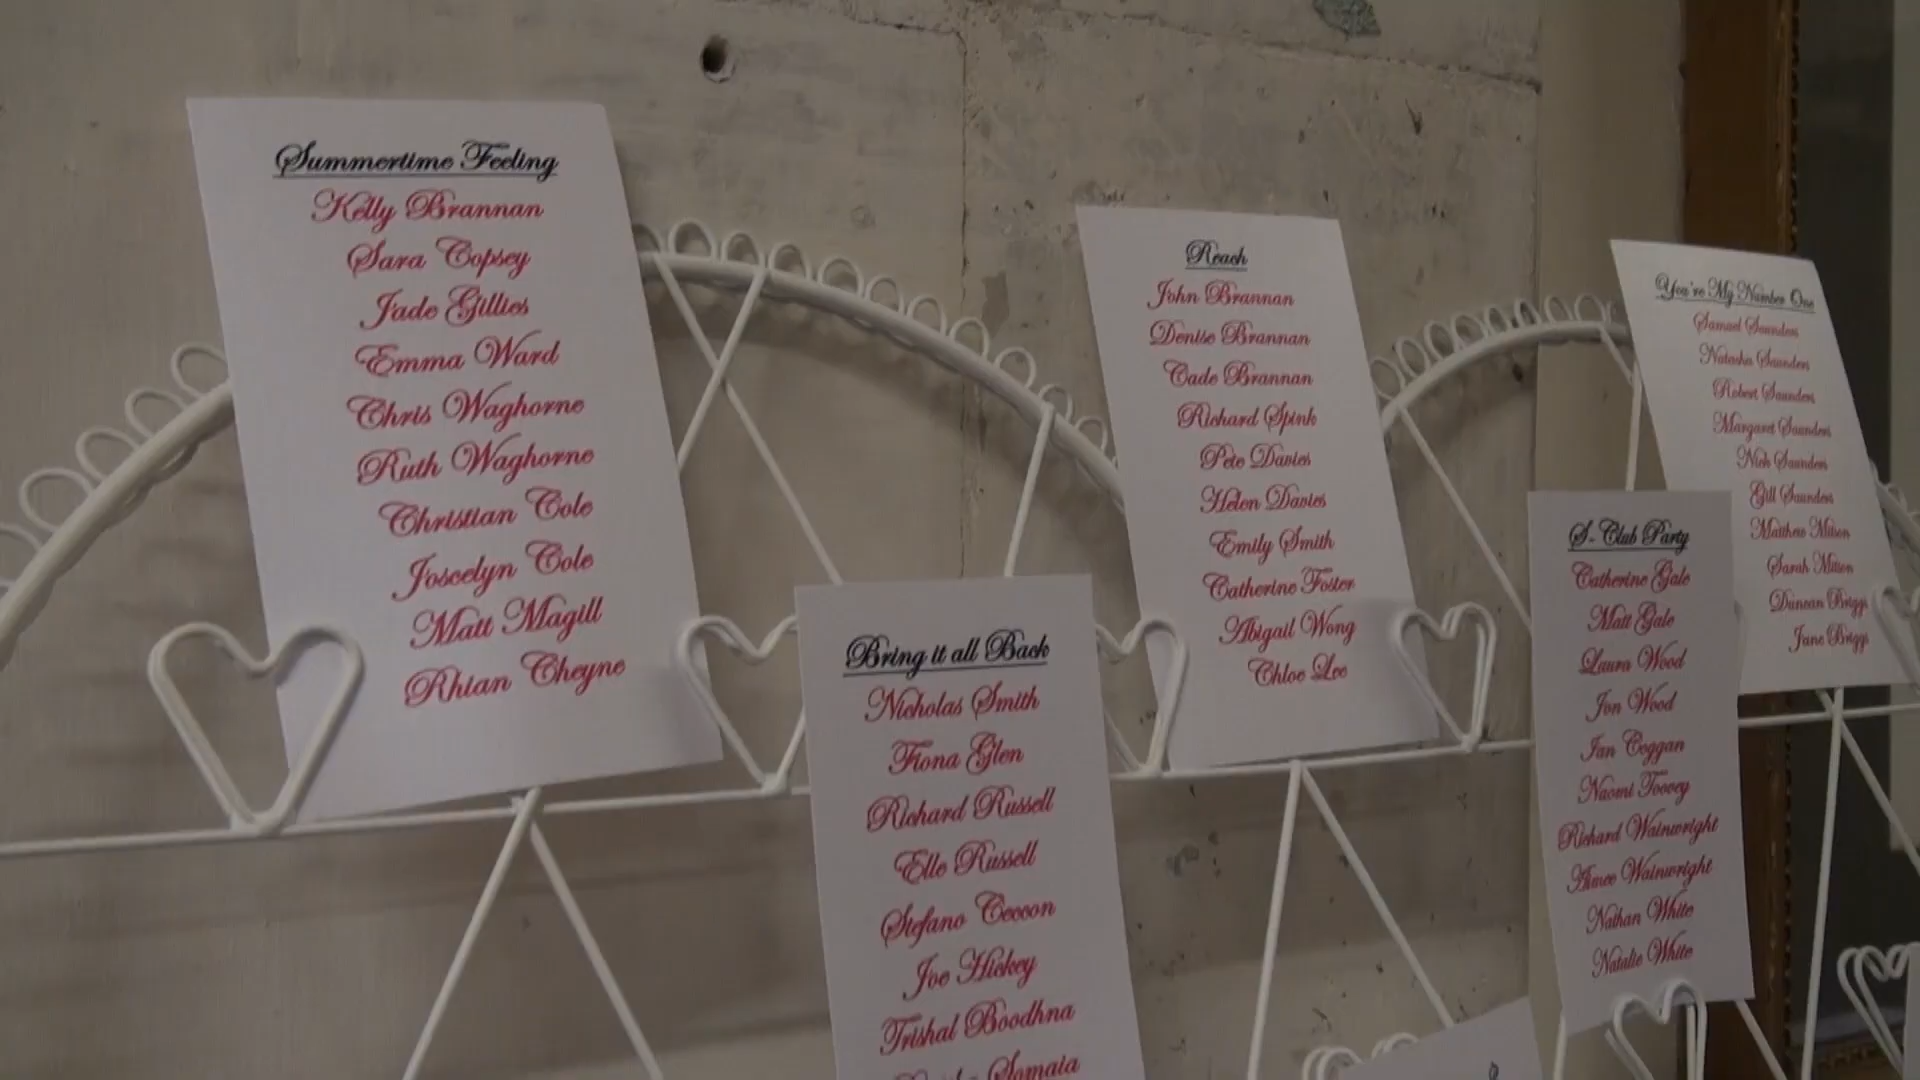 Summertime Feeling
Kelly Brannan
Sara Copsey
Jade Gillies
Emma Ward
Chris Waghorne
Ruth Waghorne
Christian Cole
Joscelyn Cole
Matt Magill
Rhian Cheyne
Bring it all Back
Nicholas Smith
Fiona Glen
Richard Russell
Elle Russell
Stefano Ceccon
Joe Hickey
Trishal Boodhna
Somaia
Reach
John Brannan
Denise Brannan
Cade Brannan
Richard Spink
Pete Davies
Helen Davies
Emily Smith
Catherine Foster
Abigail Wong
Chloe Lee
S-Club Party
Catherine Gale
Matt Gale
Laura Wood
Jon Wood
Ian Coggan
Naomi Toovey
Richard Wainwright
Aimee Wainwright
Nathan White
Natalie White
You're My Number One
Samuel Saunders
Natasha Saunders
Robert Saunders
Margaret Saunders
Nick Saunders
Gill Saunders
Matthew Mitson
Sarah Mitson
Duncan Briggs
Jane Briggs